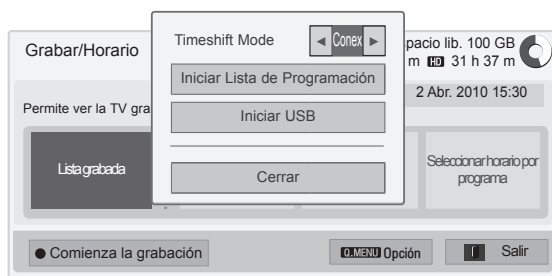 Grabar/Horario
Timeshift Mode
◄ Conex ►
pacio lib. 100 GB
m HD 31 h 37 m
Iniciar Lista de Programación
2 Abr. 2010 15:30
Permite ver la TV gra
Iniciar USB
Lista grabada
Seleccionar horario por
programa
Cerrar
● Comienza la grabación
Q.MENU Opción
Salir